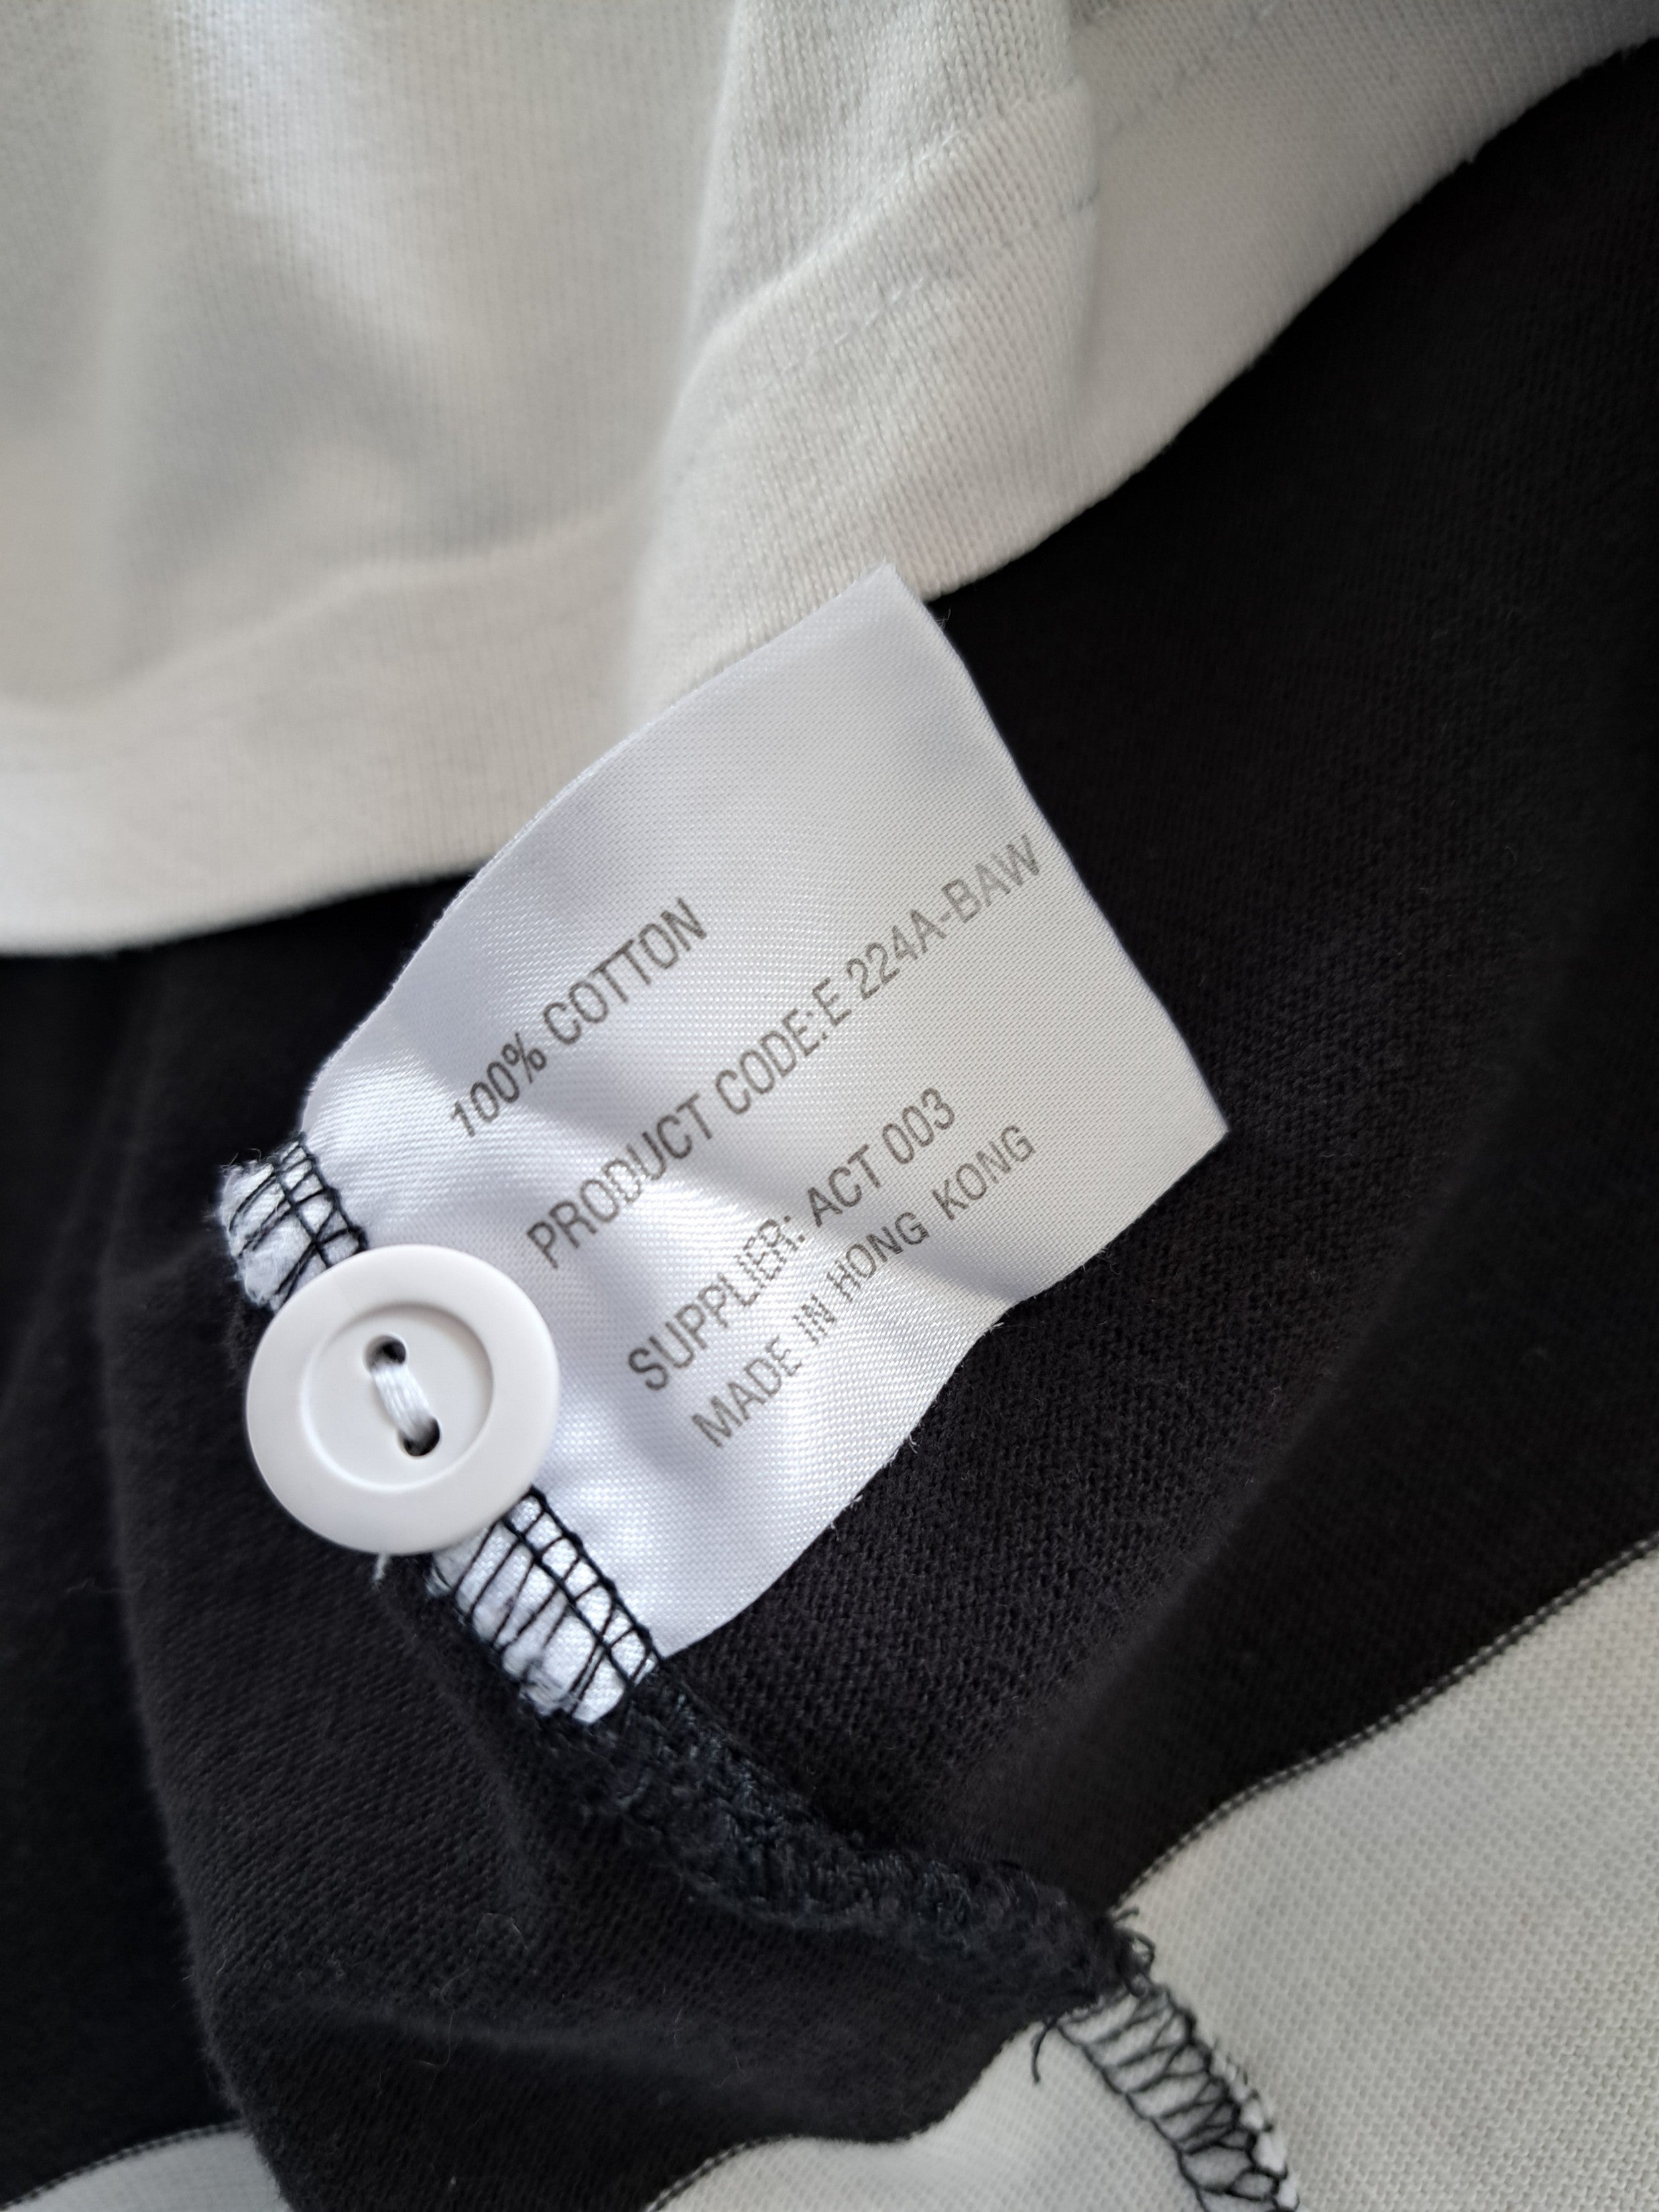 100% COTTON
PRODUCT CODE:E 224A-BAW
SUPPLIER: ACT 003
MADE IN HONG KONG